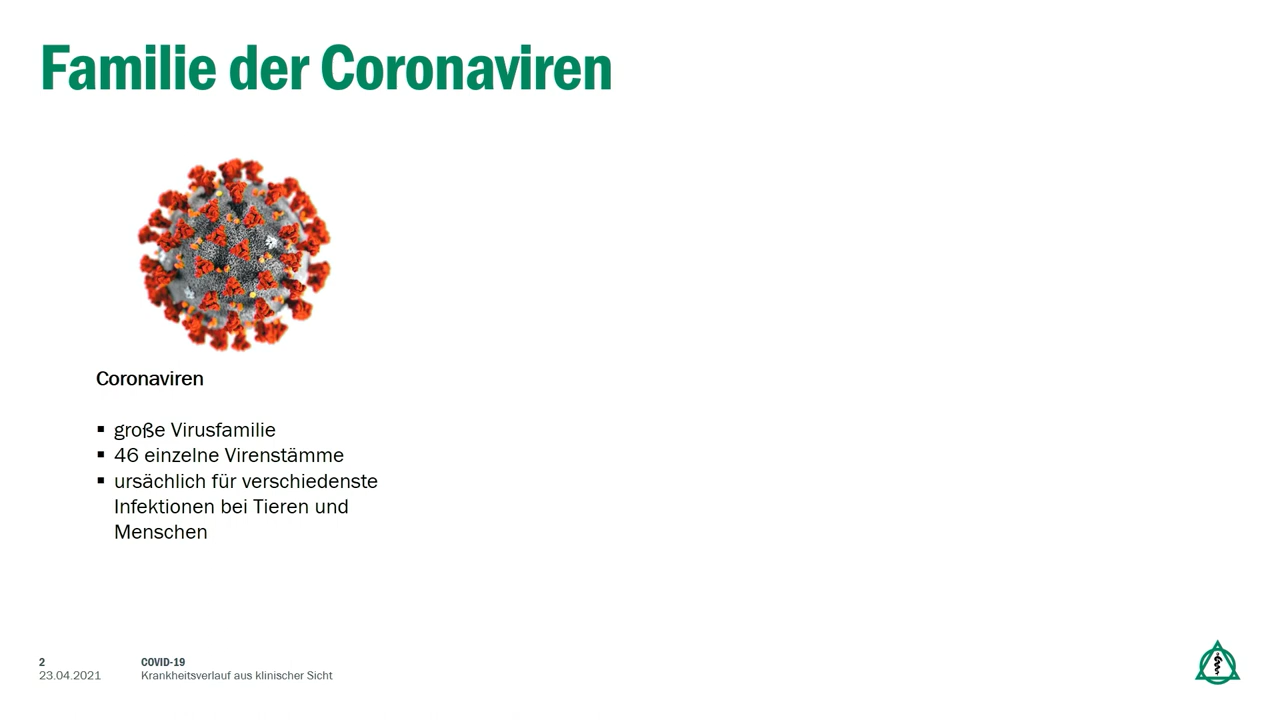 Familie der Coronaviren
Coronaviren
▪ große Virusfamilie
▪ 46 einzelne Virenstämme
▪ ursächlich für verschiedenste
Infektionen bei Tieren und
Menschen
2
23.04.2021
COVID-19
Krankheitsverlauf aus klinischer Sicht